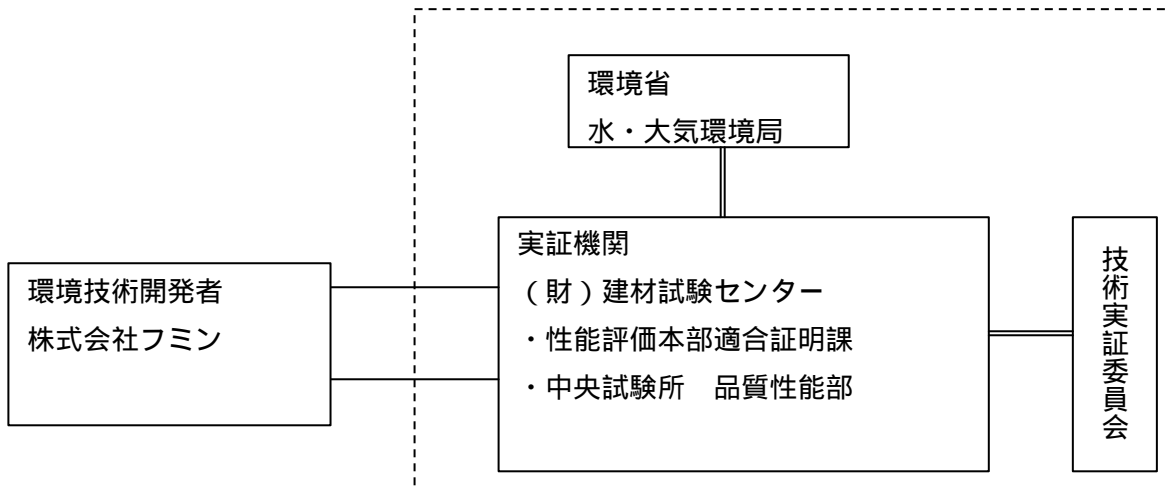 環境省
水・大気環境局
環境技術開発者
株式会社フミン
実証機関
（財）建材試験センター
・性能評価本部適合証明課
・中央試験所　品質性能部
技術実証委員会